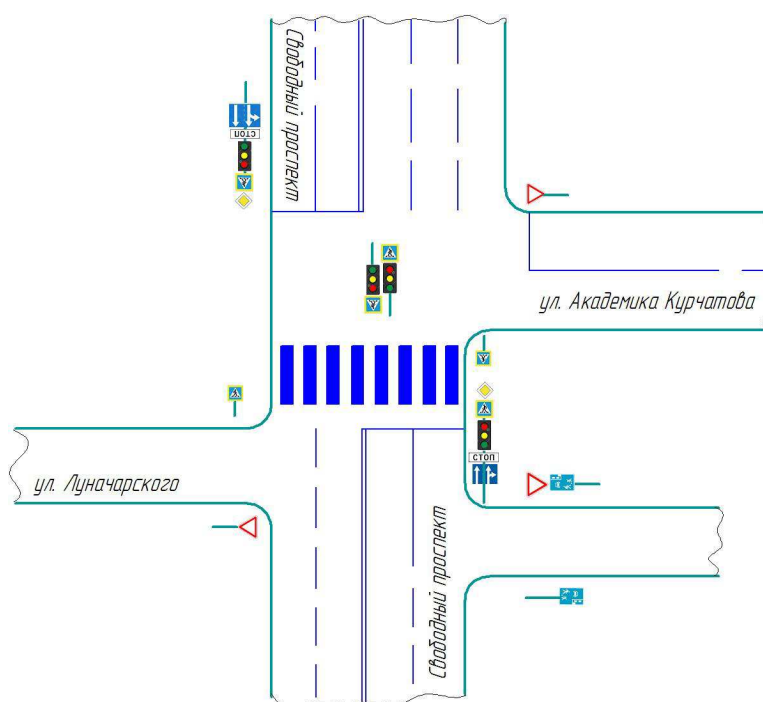 Свободный проспект
СТОП
ул. Академика Курчатова
СТОП
ул. Луначарского
Свободный проспект